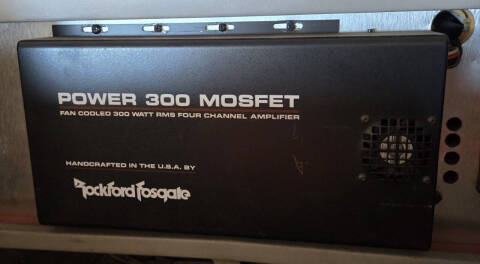 POWER 300 MOSFET
FAN COOLED 300 WATT RMS FOUR CHANNEL AMPLIFIER
HANDCRAFTED IN THE U.S.A. BY
Rockford Fosgate